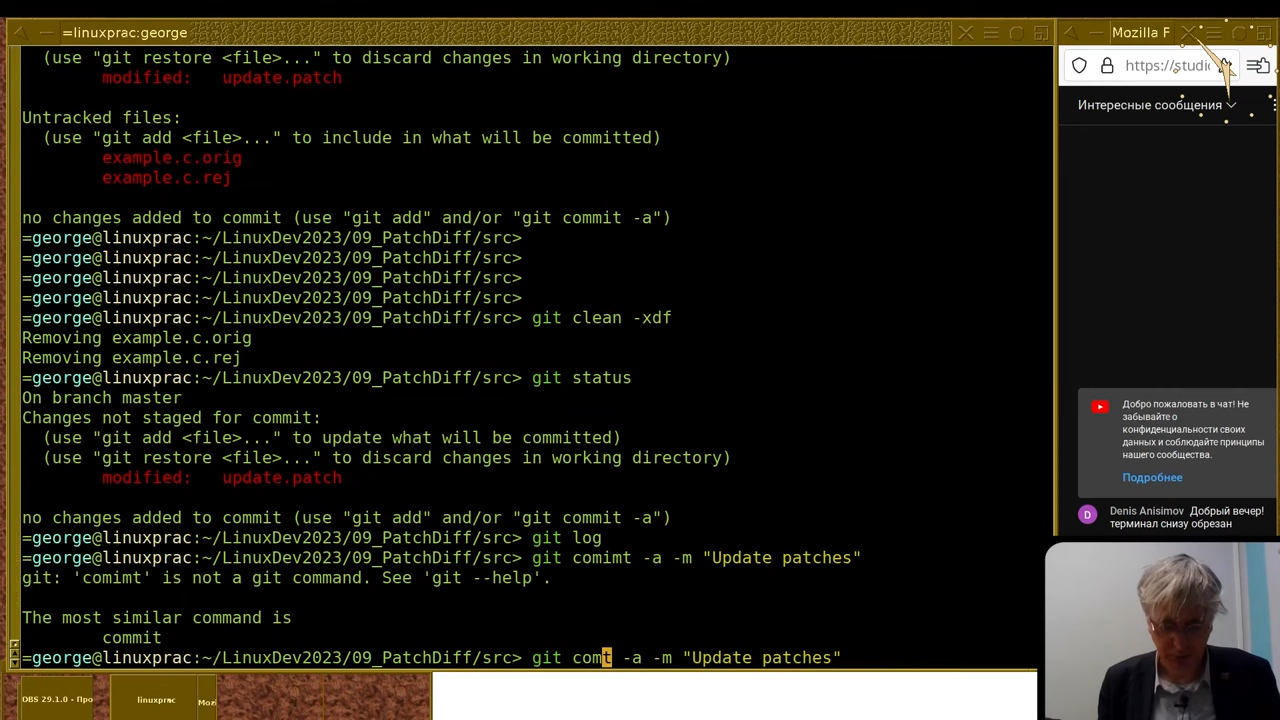 =linuxprac:george
(use "git restore <file>..." to discard changes in working directory)
modified:   update.patch
Untracked files:
(use "git add <file>..." to include in what will be committed)
example.c.orig
example.c.rej
no changes added to commit (use "git add" and/or "git commit -a")
=george@linuxprac:~/LinuxDev2023/09_PatchDiff/src>
=george@linuxprac:~/LinuxDev2023/09_PatchDiff/src>
=george@linuxprac:~/LinuxDev2023/09_PatchDiff/src>
=george@linuxprac:~/LinuxDev2023/09_PatchDiff/src>
=george@linuxprac:~/LinuxDev2023/09_PatchDiff/src> git clean -xdf
Removing example.c.orig
Removing example.c.rej
=george@linuxprac:~/LinuxDev2023/09_PatchDiff/src> git status
On branch master
Changes not staged for commit:
(use "git add <file>..." to update what will be committed)
(use "git restore <file>..." to discard changes in working directory)
modified:   update.patch
no changes added to commit (use "git add" and/or "git commit -a")
=george@linuxprac:~/LinuxDev2023/09_PatchDiff/src> git log
=george@linuxprac:~/LinuxDev2023/09_PatchDiff/src> git comimt -a -m "Update patches"
git: 'comimt' is not a git command. See 'git --help'.
The most similar command is
commit
=george@linuxprac:~/LinuxDev2023/09_PatchDiff/src> git comt -a -m "Update patches"
Mozilla F
https://studi
Интересные сообщения
Добро пожаловать в чат! Не
забывайте о
конфиденциальности своих
данных и соблюдайте принципы
нашего сообщества.
Подробнее
D
Denis Anisimov Добрый вечер!
терминал снизу обрезан
OBS 29.1.0 - Про
linuxprac
Mozi